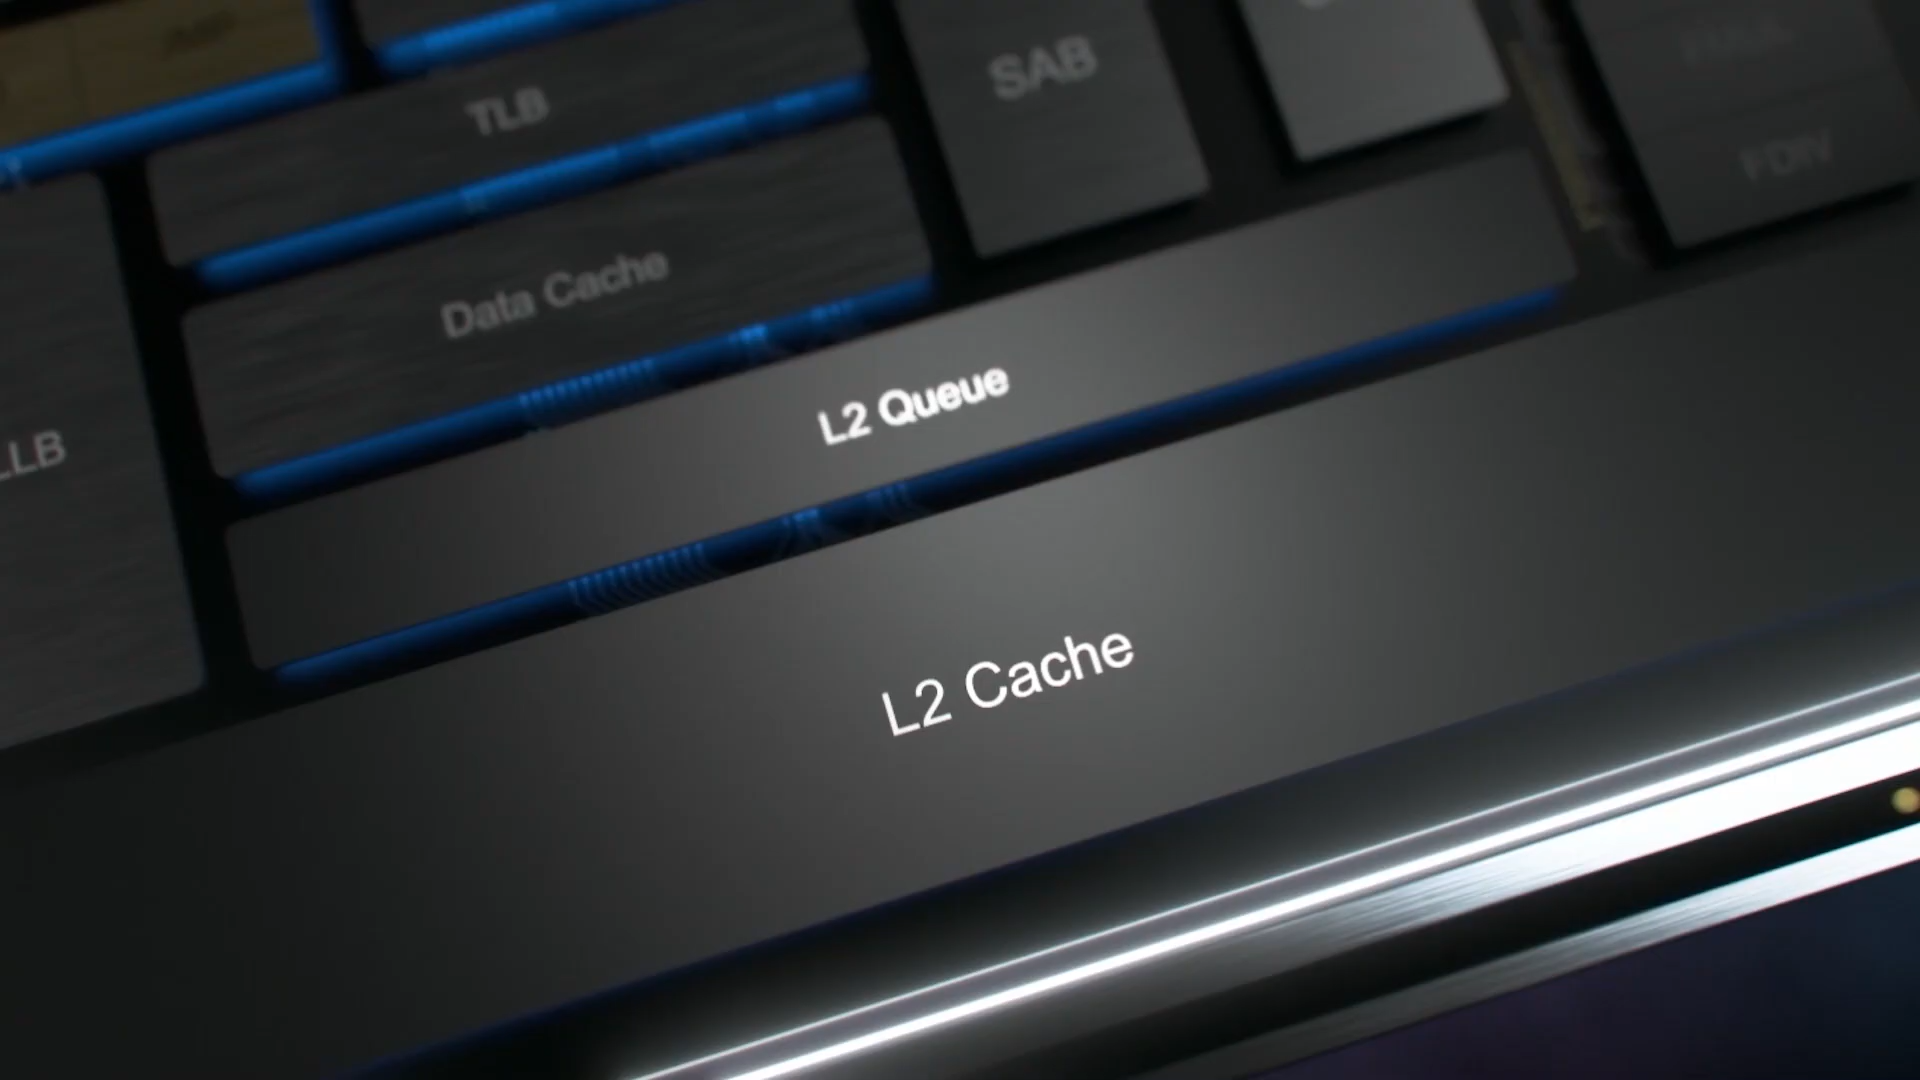 TLB
SAB
FDIV
Data Cache
L2 Queue
LLB
L2 Cache